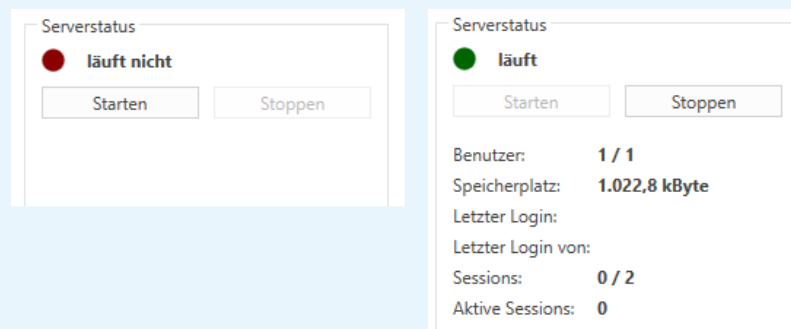 Serverstatus
läuft nicht
Starten Stoppen
Serverstatus
läuft
Starten Stoppen
Benutzer: 1 / 1
Speicherplatz: 1.022,8 kByte
Letzter Login:
Letzter Login von:
Sessions: 0 / 2
Aktive Sessions: 0